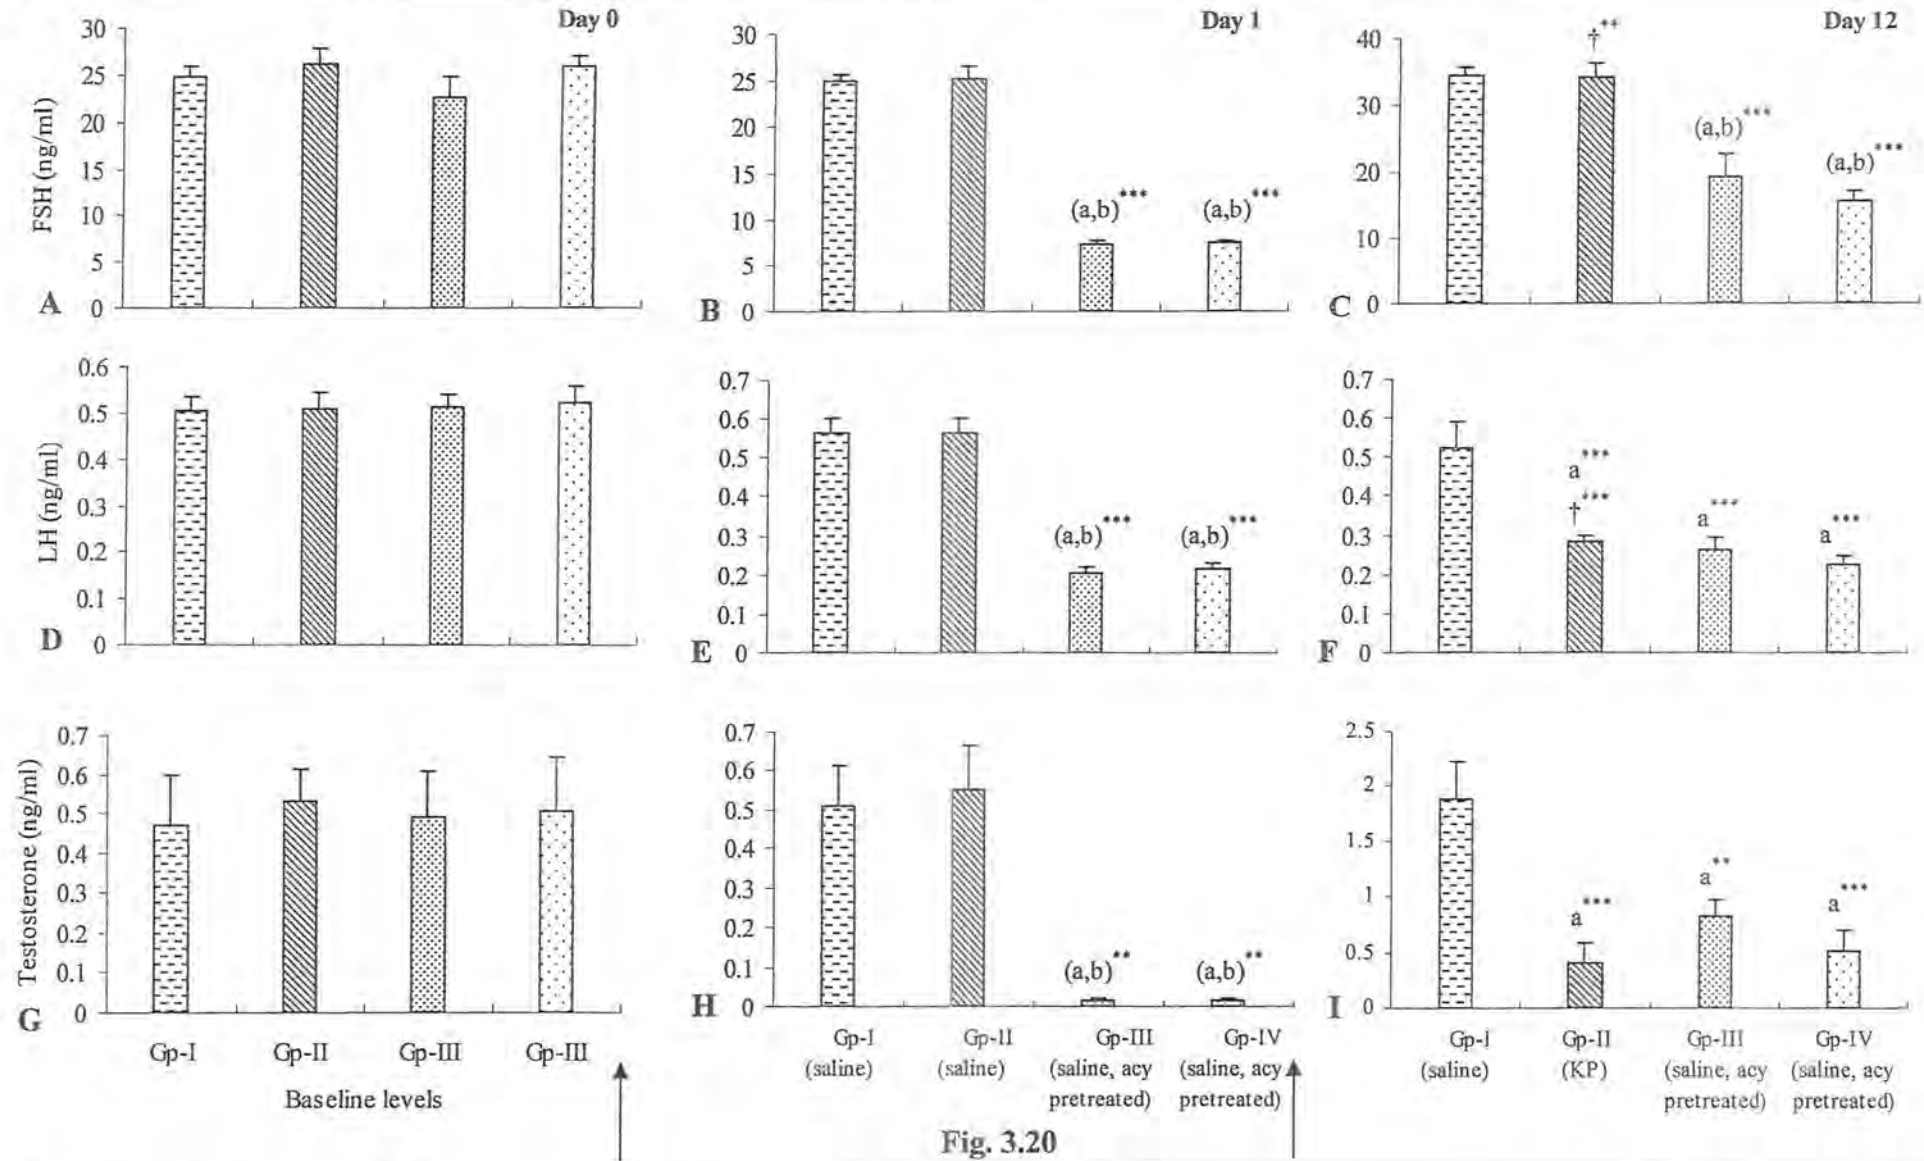 Day 0
30
25
20
15
10
5
0
FSH (ng/ml)
A
Day 1
30
25
20
15
10
5
0
(a,b)***
(a,b)***
B
Day 12
40
30
20
10
0
†**
(a,b)***
(a,b)***
C
0.6
0.5
0.4
0.3
0.2
0.1
0
LH (ng/ml)
D
0.7
0.6
0.5
0.4
0.3
0.2
0.1
0
(a,b)***
(a,b)***
E
0.7
0.6
0.5
0.4
0.3
0.2
0.1
0
a***
†***
a***
a***
F
0.7
0.6
0.5
0.4
0.3
0.2
0.1
0
Testosterone (ng/ml)
G
Gp-I Gp-II Gp-III Gp-III
Baseline levels
0.7
0.6
0.5
0.4
0.3
0.2
0.1
0
(a,b)**
(a,b)**
H
Gp-I Gp-II Gp-III Gp-IV
(saline) (saline) (saline, acy (saline, acy
pretreated) pretreated)
2.5
2
1.5
1
0.5
0
a***
a**
a***
I
Gp-I Gp-II Gp-III Gp-IV
(saline) (KP) (saline, acy (saline, acy
pretreated) pretreated)
Fig. 3.20